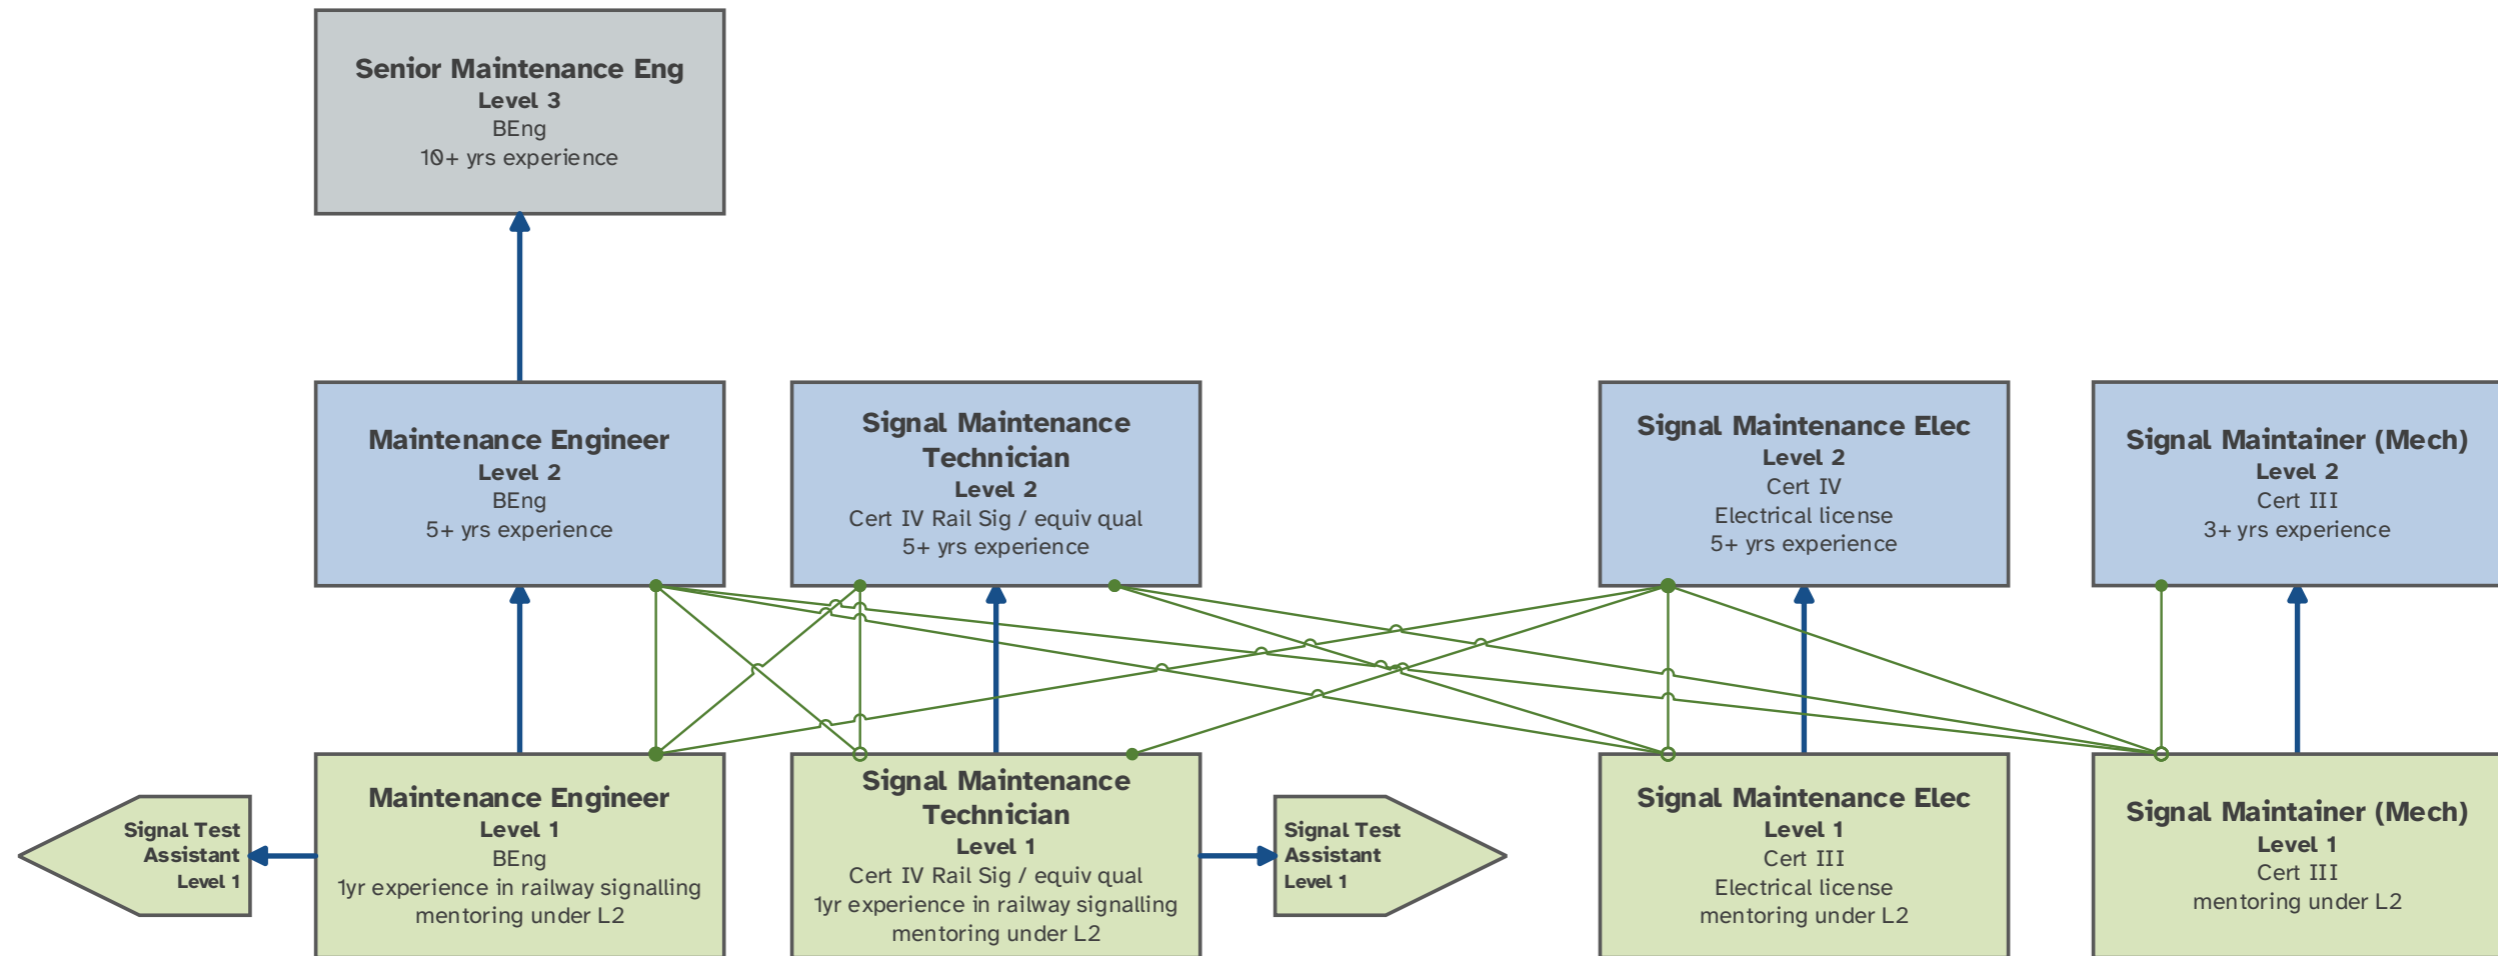 Senior Maintenance Eng
Level 3
BEng
10+ yrs experience
Maintenance Engineer
Level 2
BEng
5+ yrs experience
Signal Maintenance
Technician
Level 2
Cert IV Rail Sig / equiv qual
5+ yrs experience
Signal Maintenance Elec
Level 2
Cert IV
Electrical license
5+ yrs experience
Signal Maintainer (Mech)
Level 2
Cert III
3+ yrs experience
Signal Test
Assistant
Level 1
Maintenance Engineer
Level 1
BEng
1yr experience in railway signalling
mentoring under L2
Signal Maintenance
Technician
Level 1
Cert IV Rail Sig / equiv qual
1yr experience in railway signalling
mentoring under L2
Signal Test
Assistant
Level 1
Signal Maintenance Elec
Level 1
Cert III
Electrical license
mentoring under L2
Signal Maintainer (Mech)
Level 1
Cert III
mentoring under L2